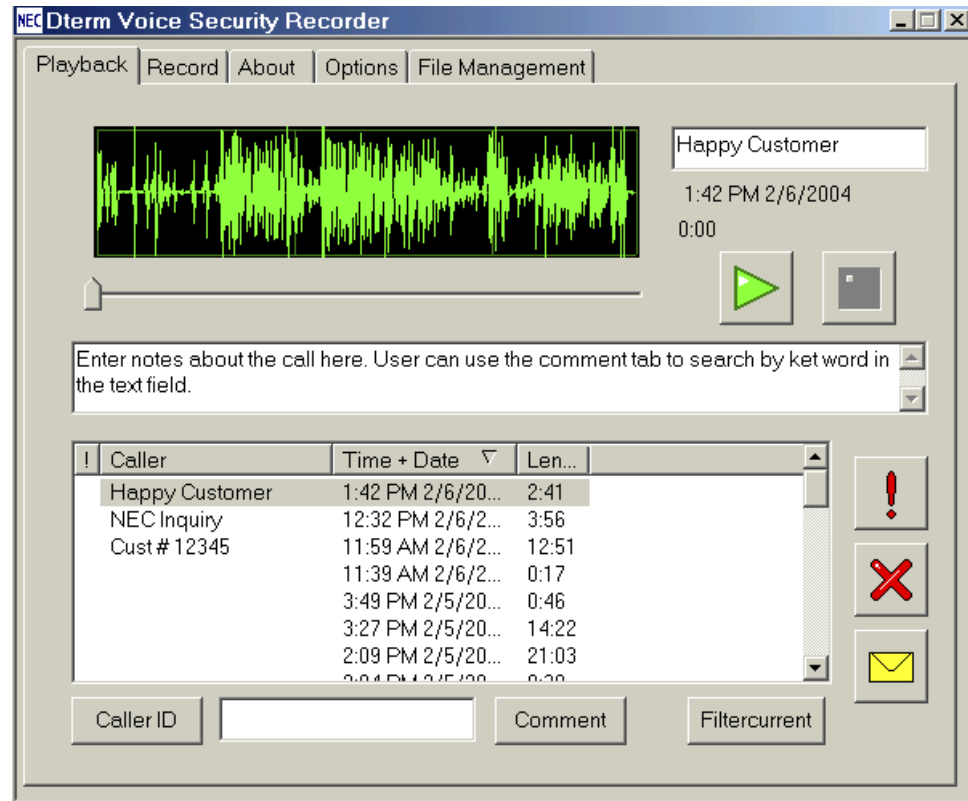 NEC Dterm Voice Security Recorder
Playback Record About Options File Management
Happy Customer
1:42 PM 2/6/2004
0:00
Enter notes about the call here. User can use the comment tab to search by ket word in
the text field.
! Caller Time + Date Len...
Happy Customer 1:42 PM 2/6/20... 2:41
NEC Inquiry 12:32 PM 2/6/2... 3:56
Cust # 12345 11:59 AM 2/6/2... 12:51
11:39 AM 2/6/2... 0:17
3:49 PM 2/5/20... 0:46
3:27 PM 2/5/20... 14:22
2:09 PM 2/5/20... 21:03
Caller ID Comment Filtercurrent